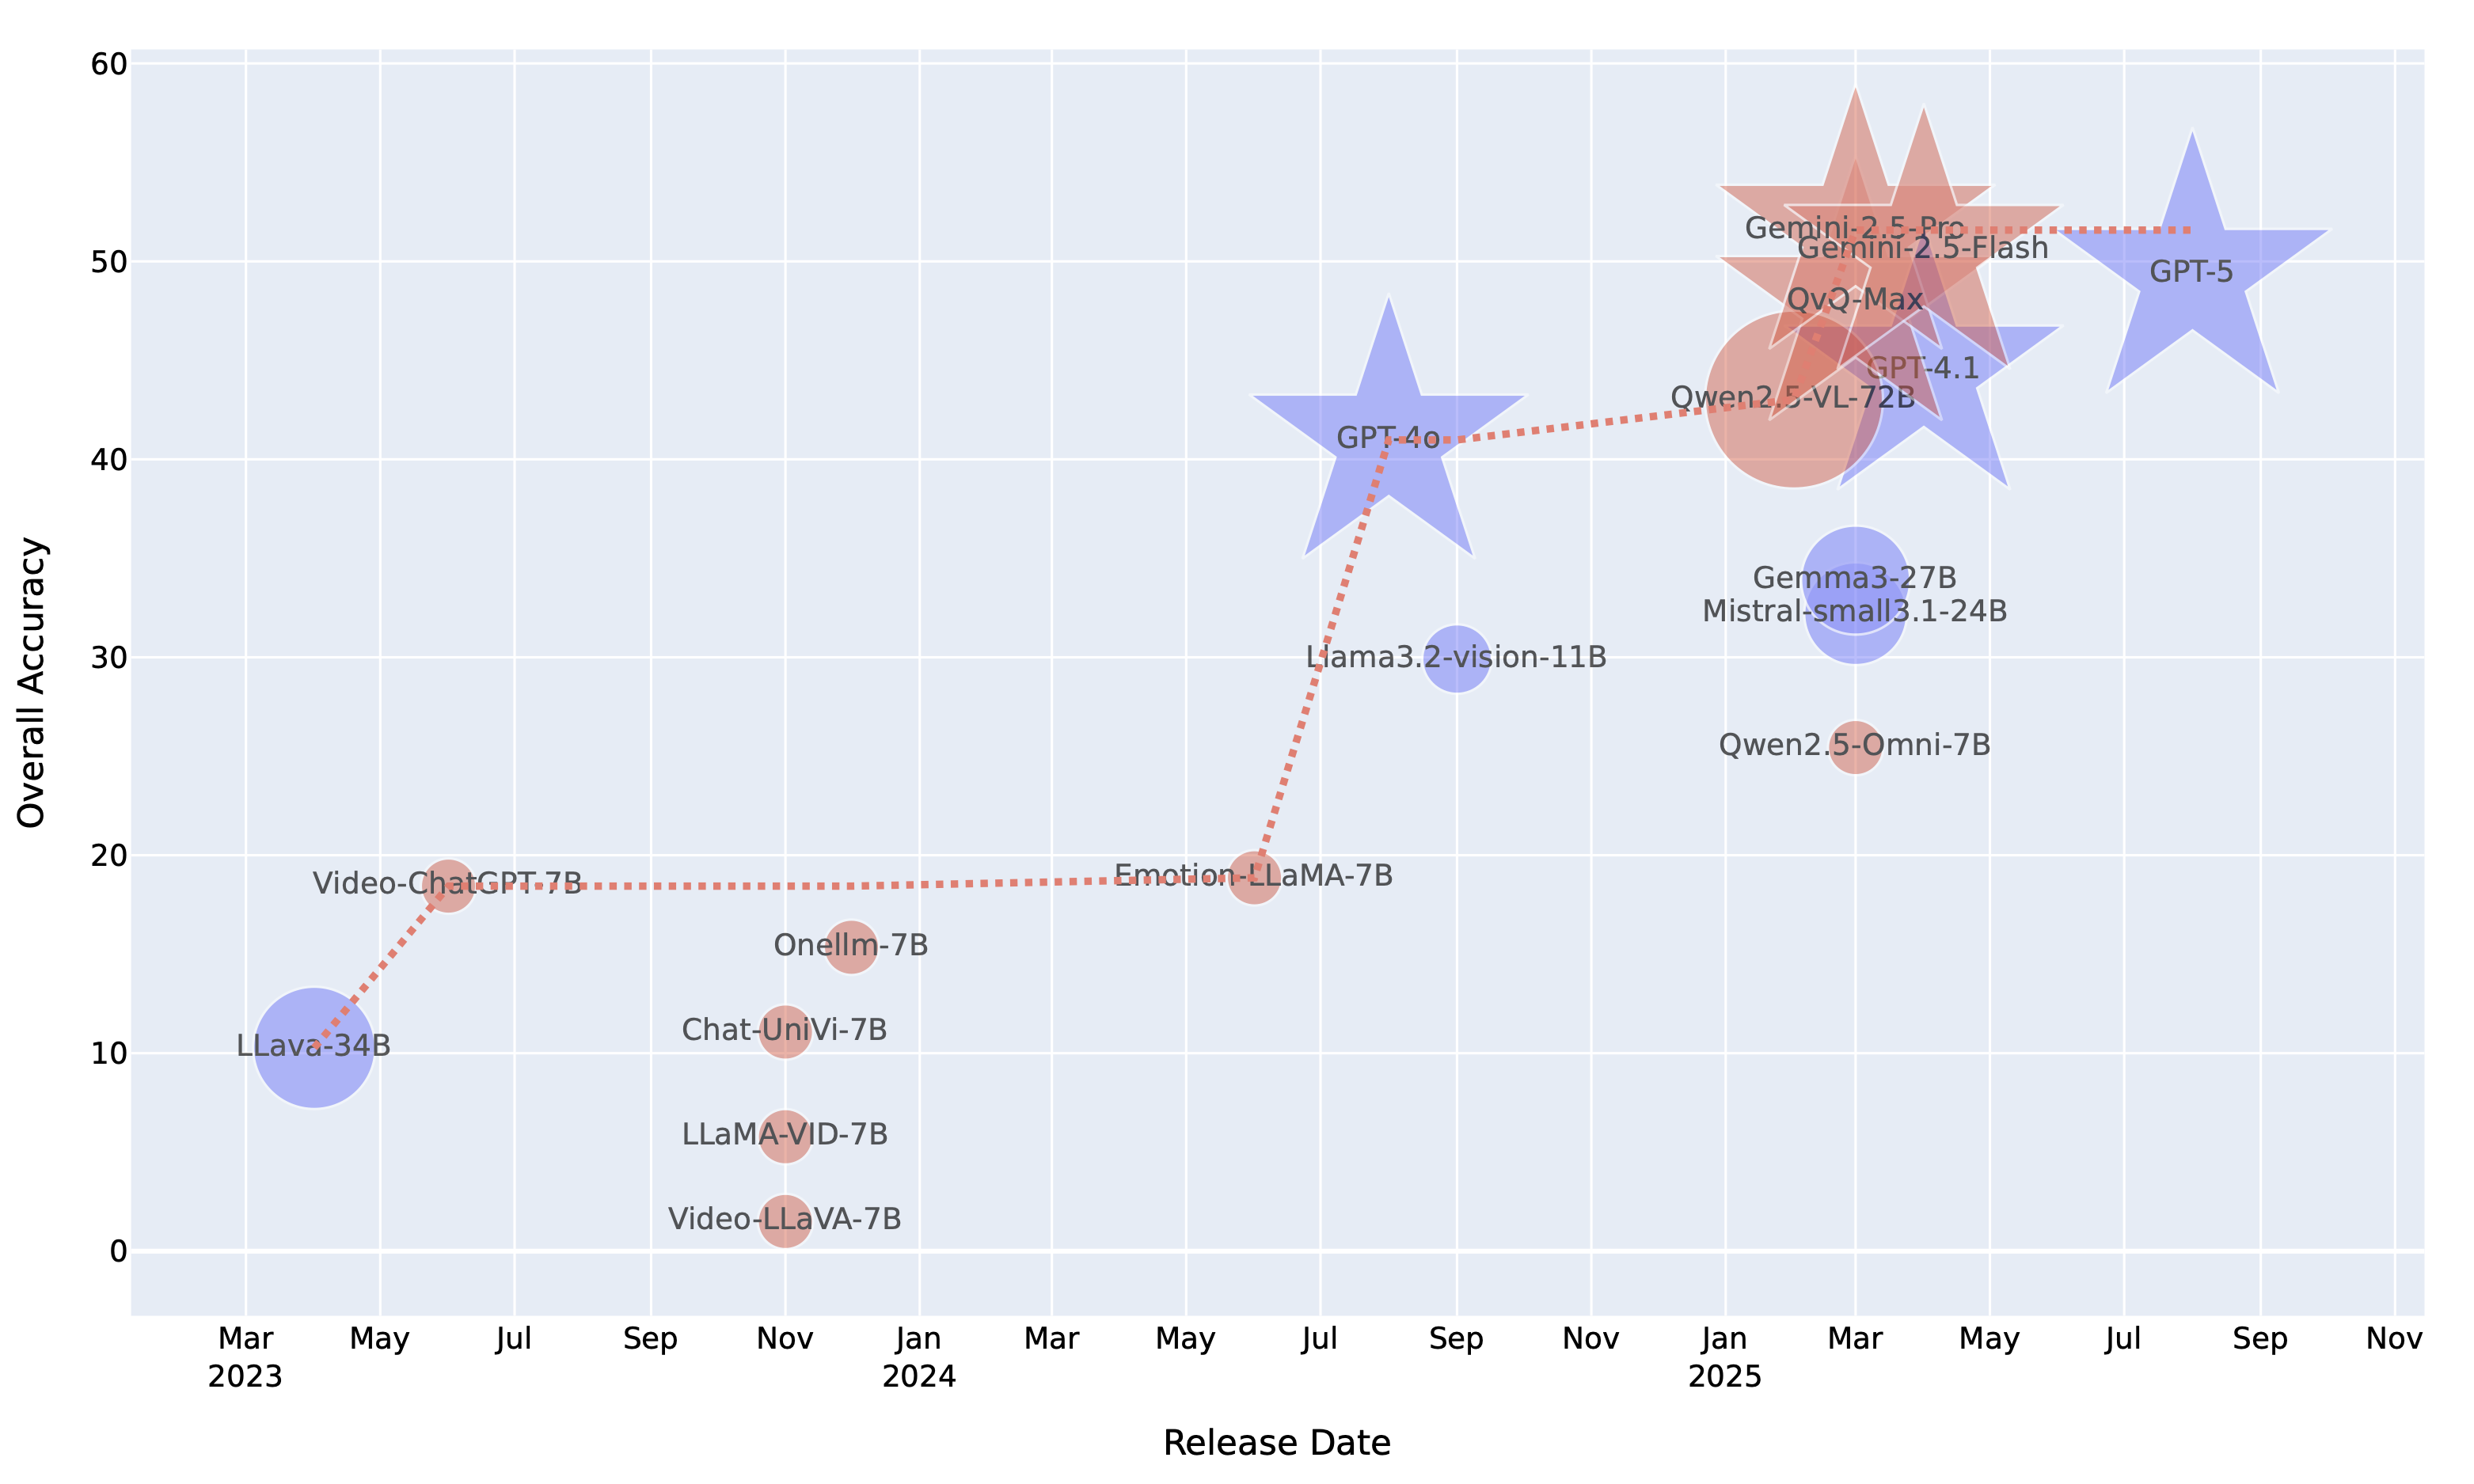 60
50
40
30
20
10
0
Overall Accuracy
Gemini-2.5-Pro
Gemini-2.5-Flash
GPT-5
QvQ-Max
GPT-4.1
Qwen2.5-VL-72B
GPT-4o
Gemma3-27B
Mistral-small3.1-24B
Llama3.2-vision-11B
Qwen2.5-Omni-7B
Video-ChatGPT-7B
Emotion-LLaMA-7B
Onellm-7B
Chat-UniVi-7B
LLava-34B
LLaMA-VID-7B
Video-LLaVA-7B
Mar May Jul Sep Nov Jan Mar May Jul Sep Nov Jan Mar May Jul Sep Nov
2023 2024 2025
Release Date